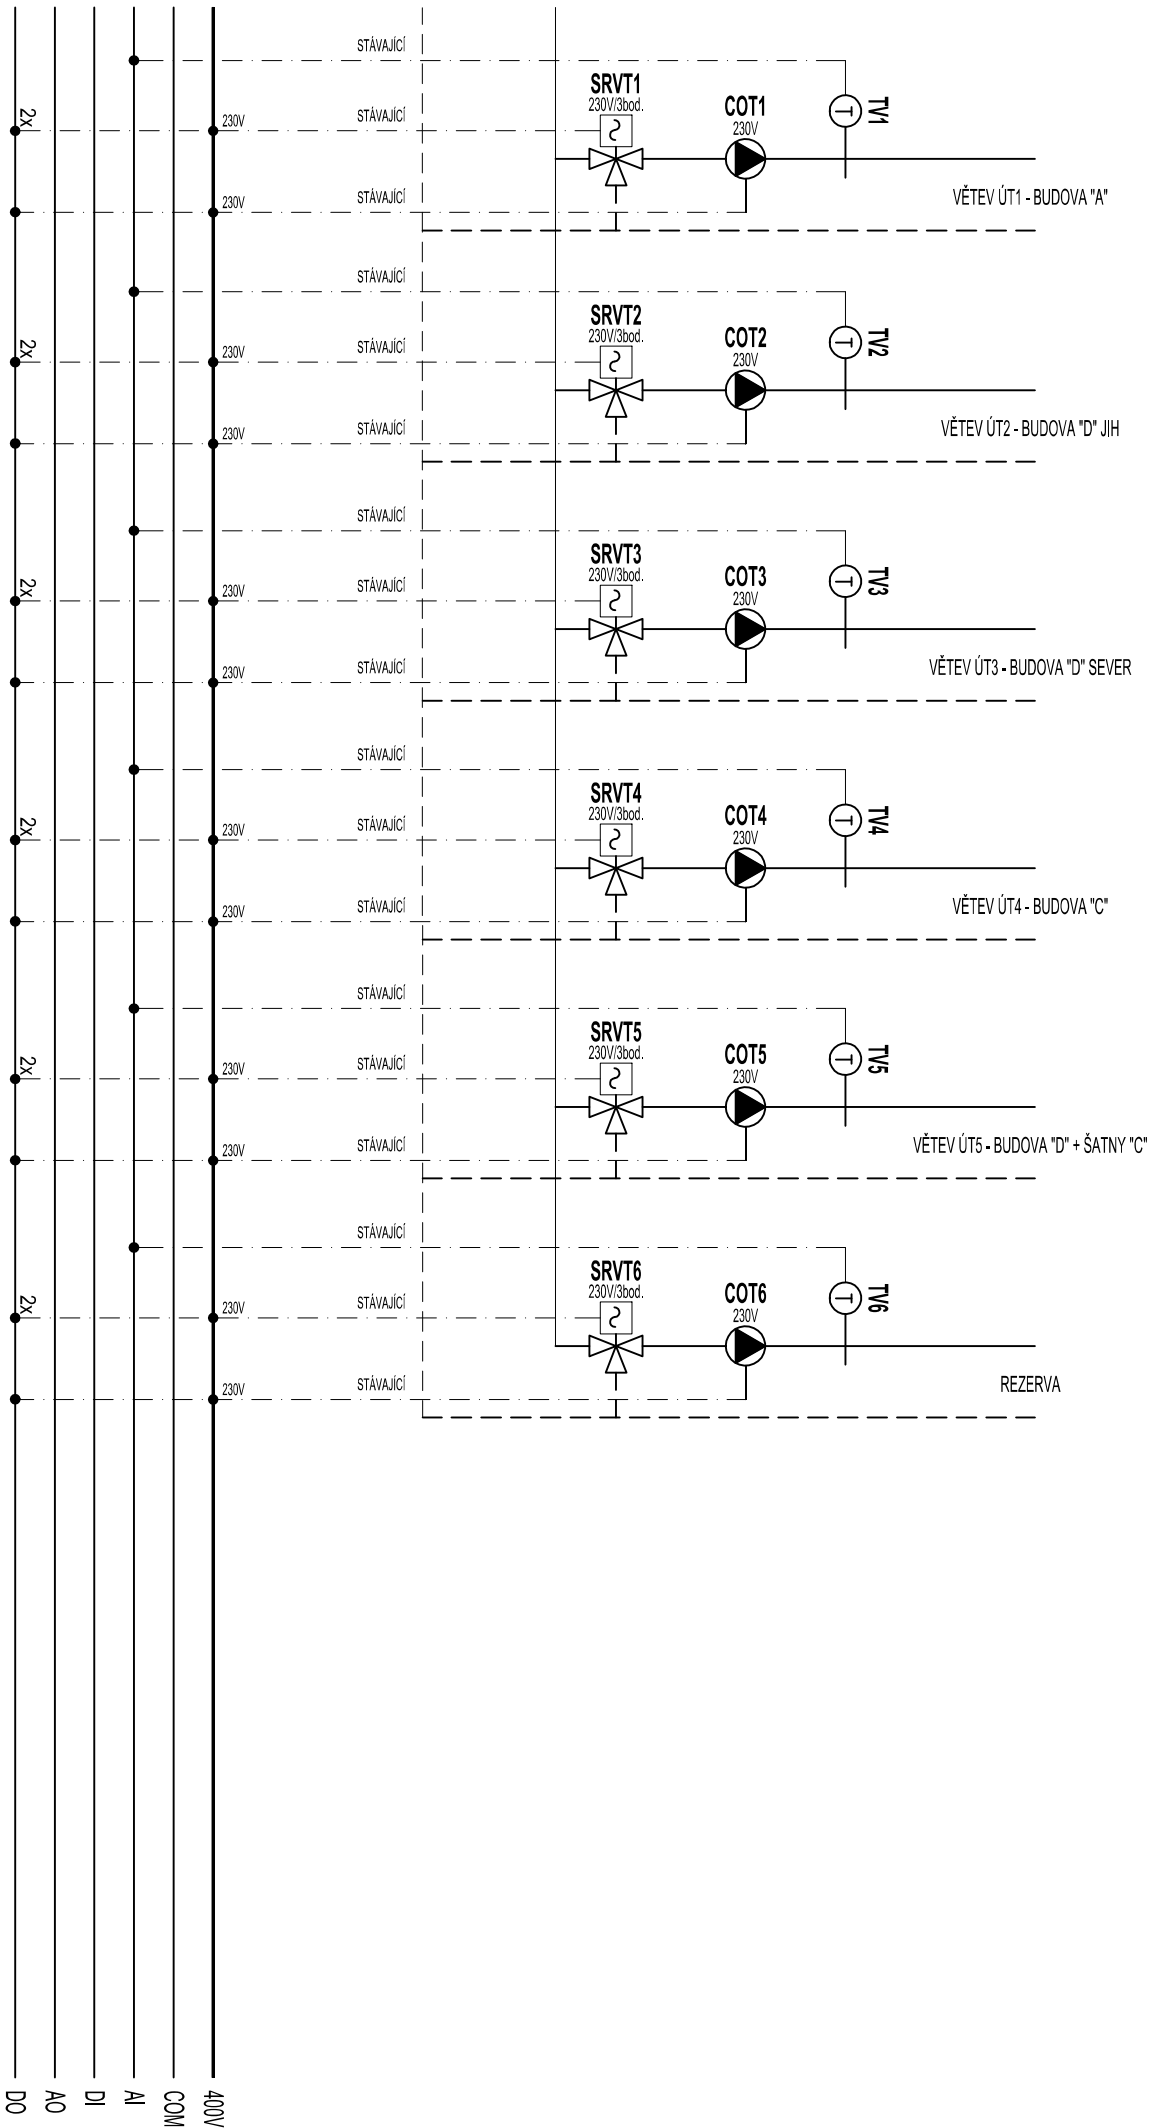 STÁVAJÍCÍ
SRVT1
230V/3bod.
COT1
230V
TV1
T
2x
230V
STÁVAJÍCÍ
230V
STÁVAJÍCÍ
VĚTEV ÚT1 - BUDOVA "A"
STÁVAJÍCÍ
SRVT2
230V/3bod.
COT2
230V
TV2
T
2x
230V
STÁVAJÍCÍ
230V
STÁVAJÍCÍ
VĚTEV ÚT2 - BUDOVA "D" JIH
STÁVAJÍCÍ
SRVT3
230V/3bod.
COT3
230V
TV3
T
2x
230V
STÁVAJÍCÍ
230V
STÁVAJÍCÍ
VĚTEV ÚT3 - BUDOVA "D" SEVER
STÁVAJÍCÍ
SRVT4
230V/3bod.
COT4
230V
TV4
T
2x
230V
STÁVAJÍCÍ
230V
STÁVAJÍCÍ
VĚTEV ÚT4 - BUDOVA "C"
STÁVAJÍCÍ
SRVT5
230V/3bod.
COT5
230V
TV5
T
2x
230V
STÁVAJÍCÍ
230V
STÁVAJÍCÍ
VĚTEV ÚT5 - BUDOVA "D" + ŠATNY "C"
STÁVAJÍCÍ
SRVT6
230V/3bod.
COT6
230V
TV6
T
2x
230V
STÁVAJÍCÍ
230V
STÁVAJÍCÍ
REZERVA
DO
AO
DI
AI
COM
400V